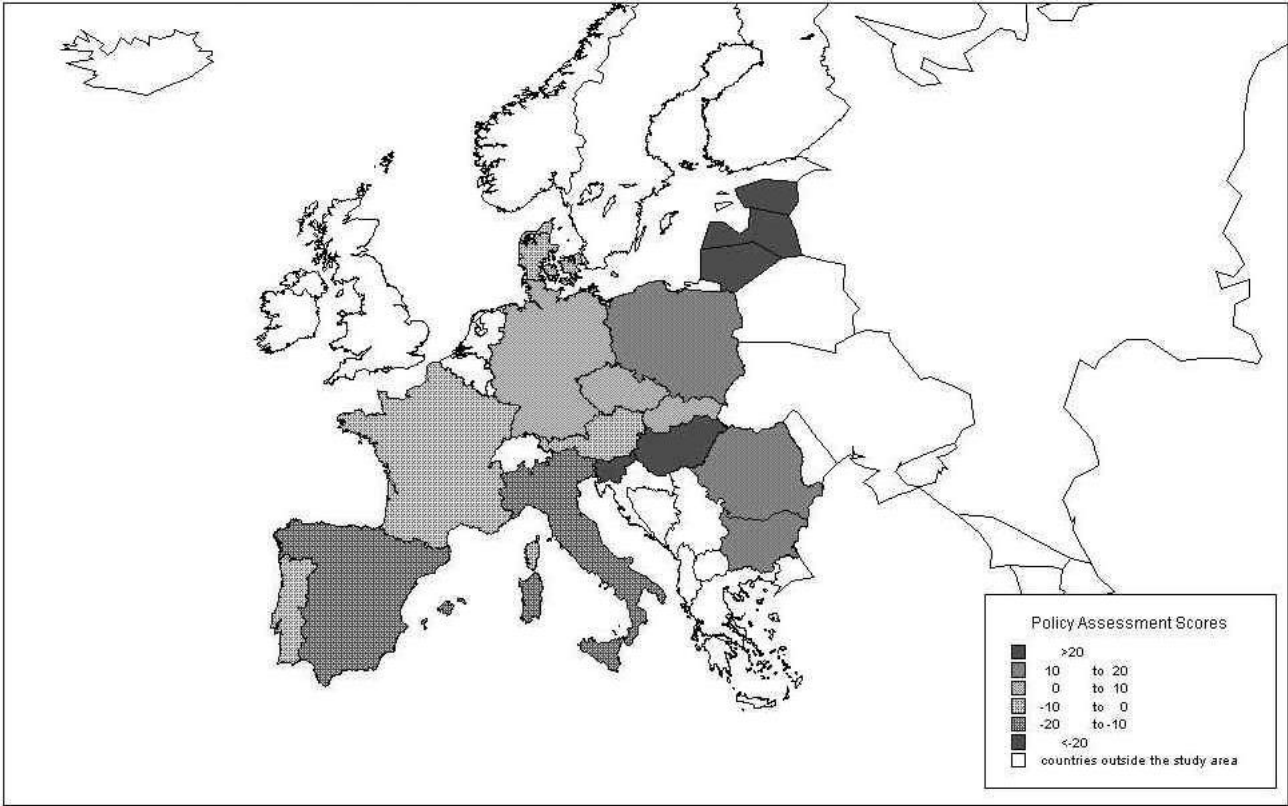 Policy Assessment Scores
>20
10 to 20
0 to 10
-10 to 0
-20 to -10
<-20
countries outside the study area